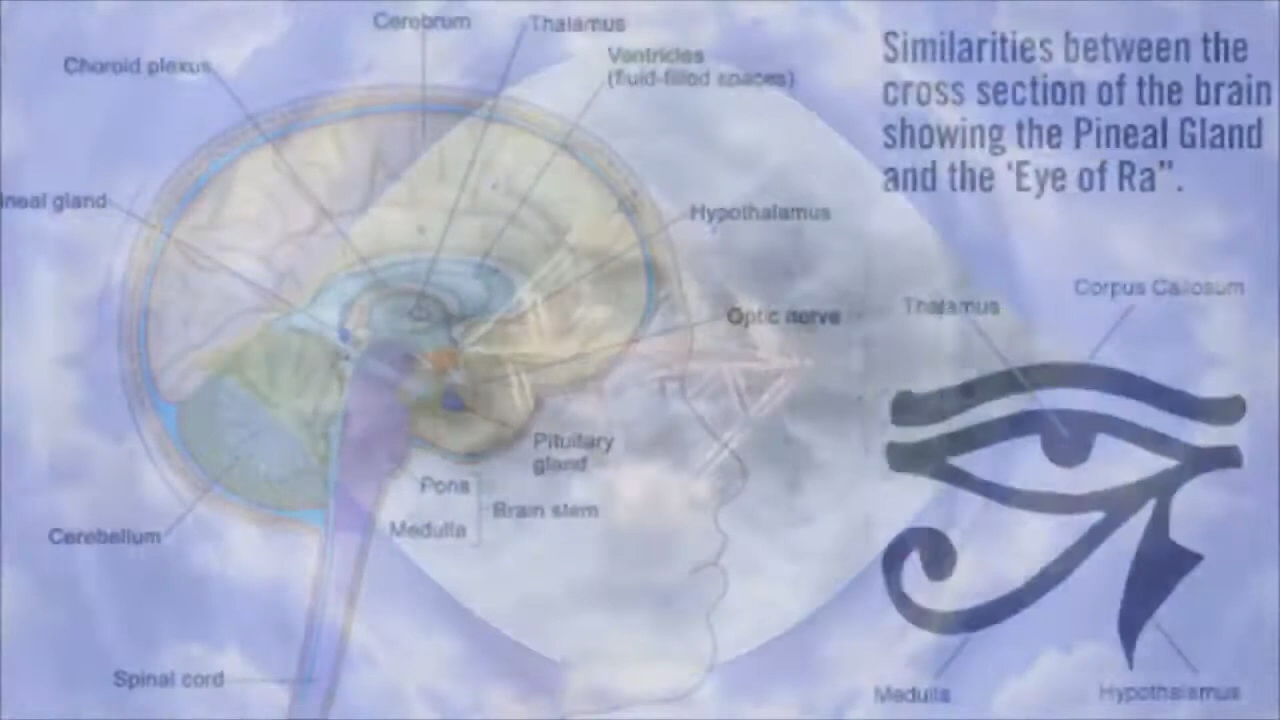 Cerebrum
Thalamus
Choroid plexus
Ventricles
(fluid-filled spaces)
ineal gland
Hypothalamus
Optic nerve
Pituitary
gland
Pons
Brain stem
Medulla
Cerebellum
Spinal cord
Similarities between the
cross section of the brain
showing the Pineal Gland
and the 'Eye of Ra".
Corpus Callosum
Thalamus
Medulla
Hypothalamus